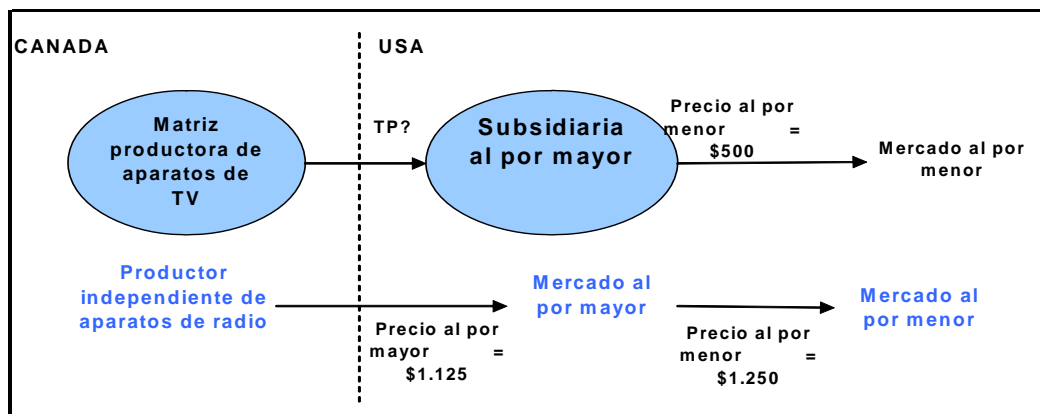 CANADA
USA
Matriz
productora de
aparatos de
TV
TP?
Subsidiaria
al por mayor
Precio al por
menor =
$500
Mercado al por
menor
Productor
independiente de
aparatos de radio
Precio al por
mayor =
$1.125
Mercado al
por mayor
Precio al por
menor =
$1.250
Mercado al
por menor